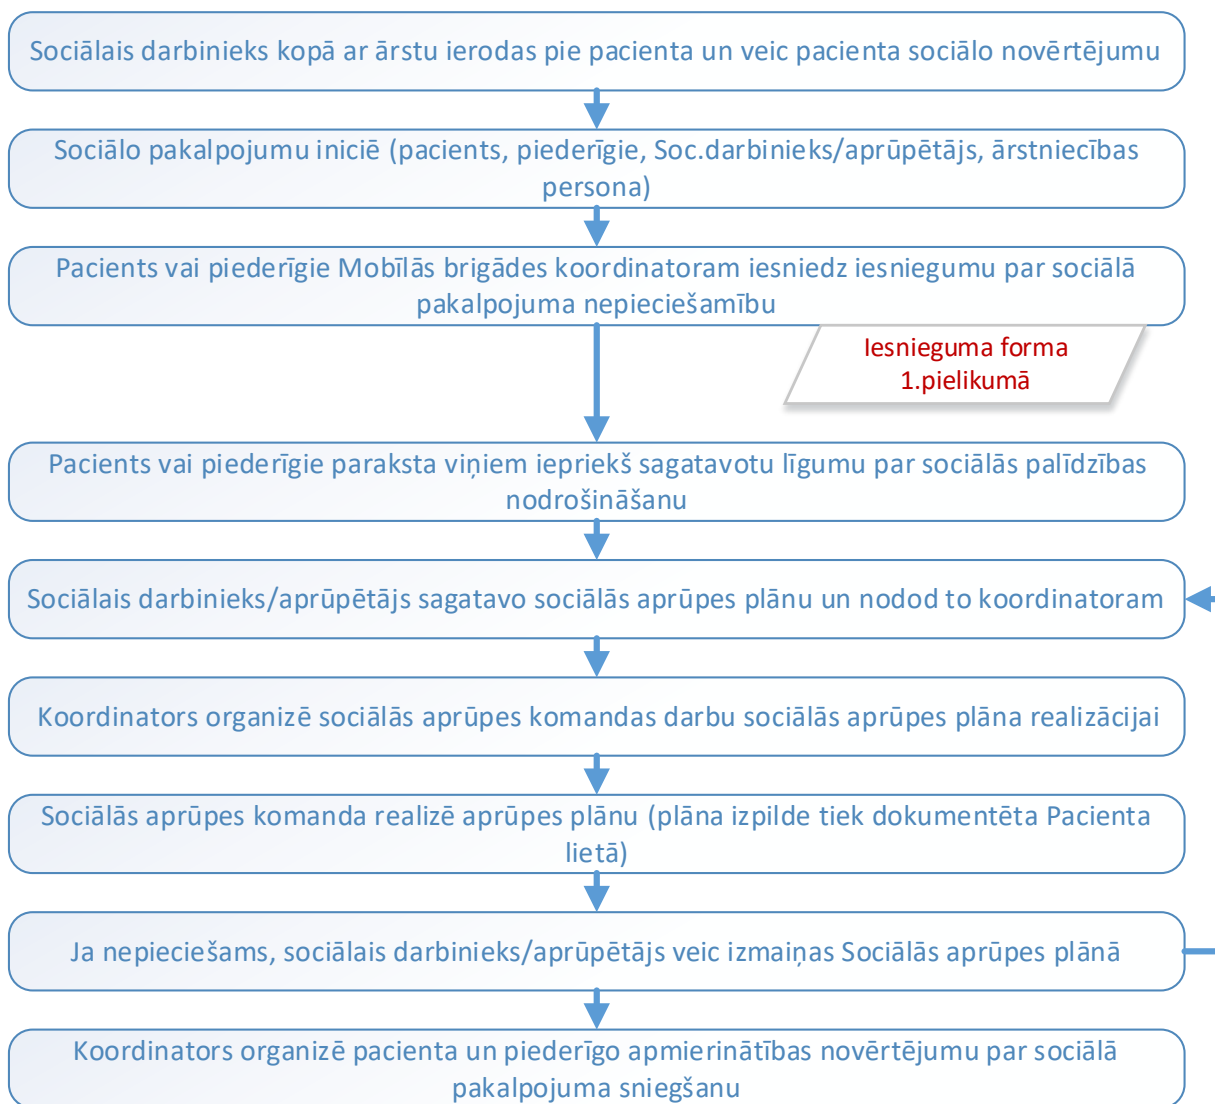 Sociālais darbinieks kopā ar ārstu ierodas pie pacienta un veic pacienta sociālo novērtējumu
Sociālo pakalpojumu iniciē (pacients, piederīgie, Soc.darbinieks/aprūpētājs, ārstniecības
persona)
Pacients vai piederīgie Mobīlās brigādes koordinatoram iesniedz iesniegumu par sociālā
pakalpojuma nepieciešamību
Iesnieguma forma
1.pielikumā
Pacients vai piederīgie paraksta viņiem iepriekš sagatavotu līgumu par sociālās palīdzības
nodrošināšanu
Sociālais darbinieks/aprūpētājs sagatavo sociālās aprūpes plānu un nodod to koordinatoram
Koordinators organizē sociālās aprūpes komandas darbu sociālās aprūpes plāna realizācijai
Sociālās aprūpes komanda realizē aprūpes plānu (plāna izpilde tiek dokumentēta Pacienta
lietā)
Ja nepieciešams, sociālais darbinieks/aprūpētājs veic izmaiņas Sociālās aprūpes plānā
Koordinators organizē pacienta un piederīgo apmierinātības novērtējumu par sociālā
pakalpojuma sniegšanu